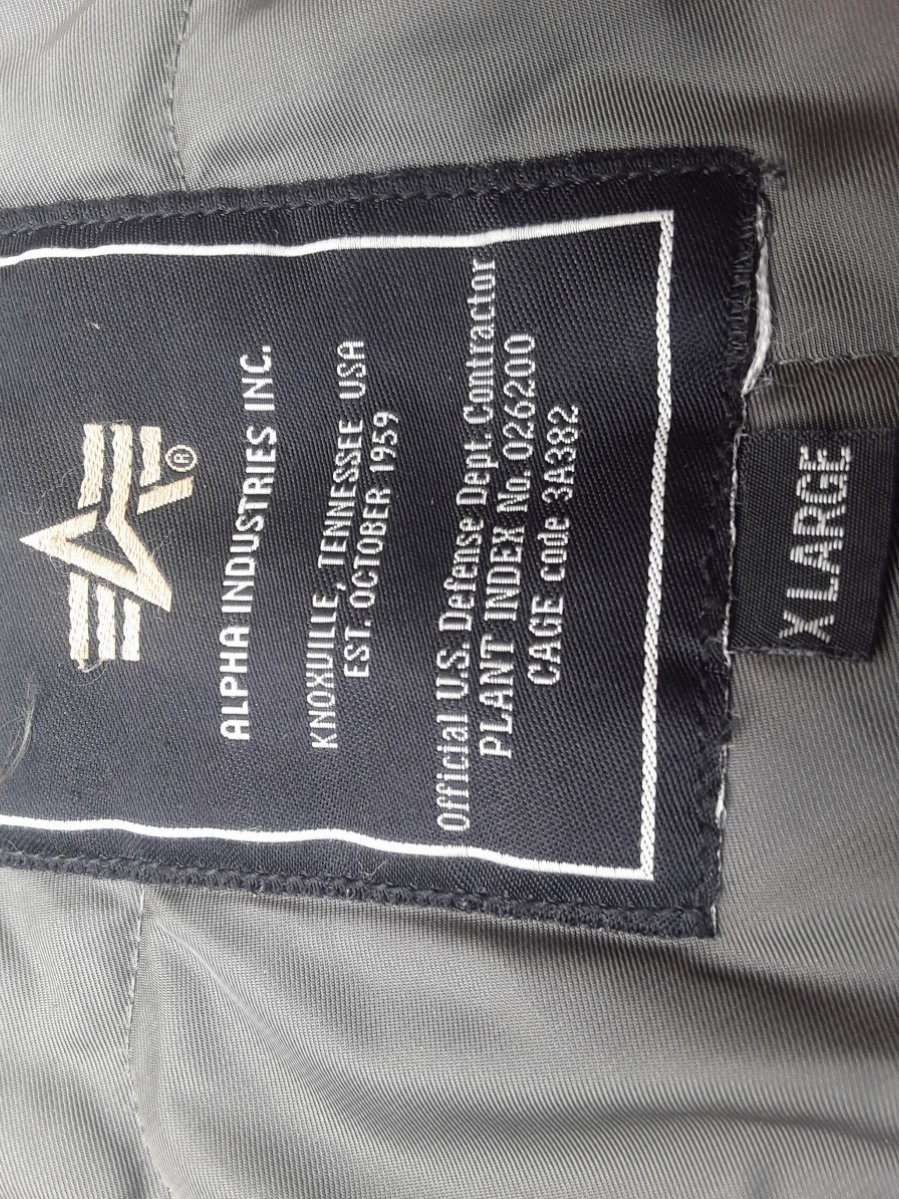 ®
ALPHA INDUSTRIES INC.
KNOXVILLE, TENNESSEE USA
EST. OCTOBER 1959
Official U.S. Defense Dept. Contractor
PLANT INDEX No. 026200
CAGE code 3A382
X LARGE